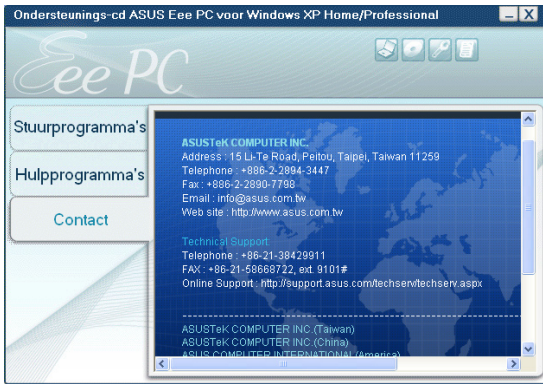 Ondersteunings-cd ASUS Eee PC voor Windows XP Home/Professional
Eee PC
Stuurprogramma's
Hulpprogramma's
Contact
ASUSTeK COMPUTER INC.
Address : 15 Li-Te Road, Peitou, Taipei, Taiwan 11259
Telephone : +886-2-2894-3447
Fax : +886-2-2890-7798
Email : info@asus.com.tw
Web site : http://www.asus.com.tw
Technical Support
Telephone : +86-21-38429911
FAX : +86-21-58668722, ext. 9101#
Online Support : http://support.asus.com/techserv/techserv.aspx
ASUSTeK COMPUTER INC.(Taiwan)
ASUSTeK COMPUTER INC.(China)
ASUS COMPUTER INTERNATIONAL(America)